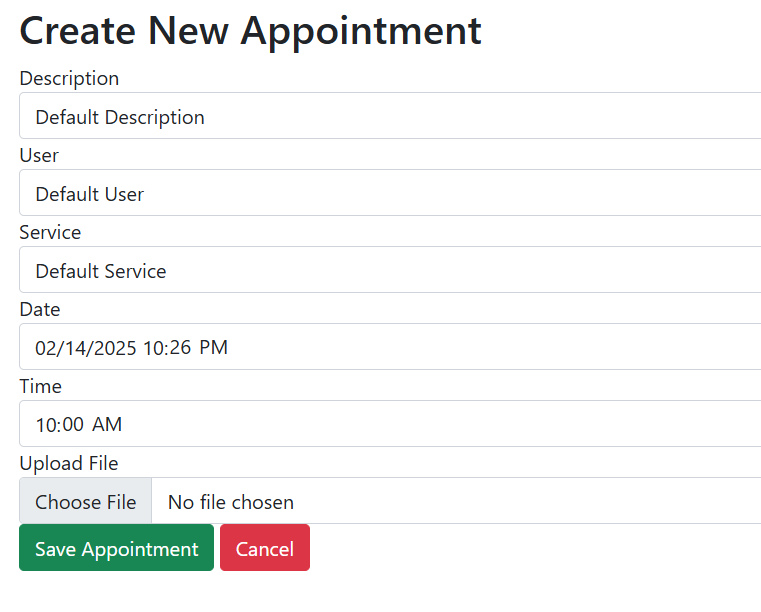 Create New Appointment
Description
Default Description
User
Default User
Service
Default Service
Date
02/14/2025 10:26 PM
Time
10:00 AM
Upload File
Choose File No file chosen
Save Appointment Cancel